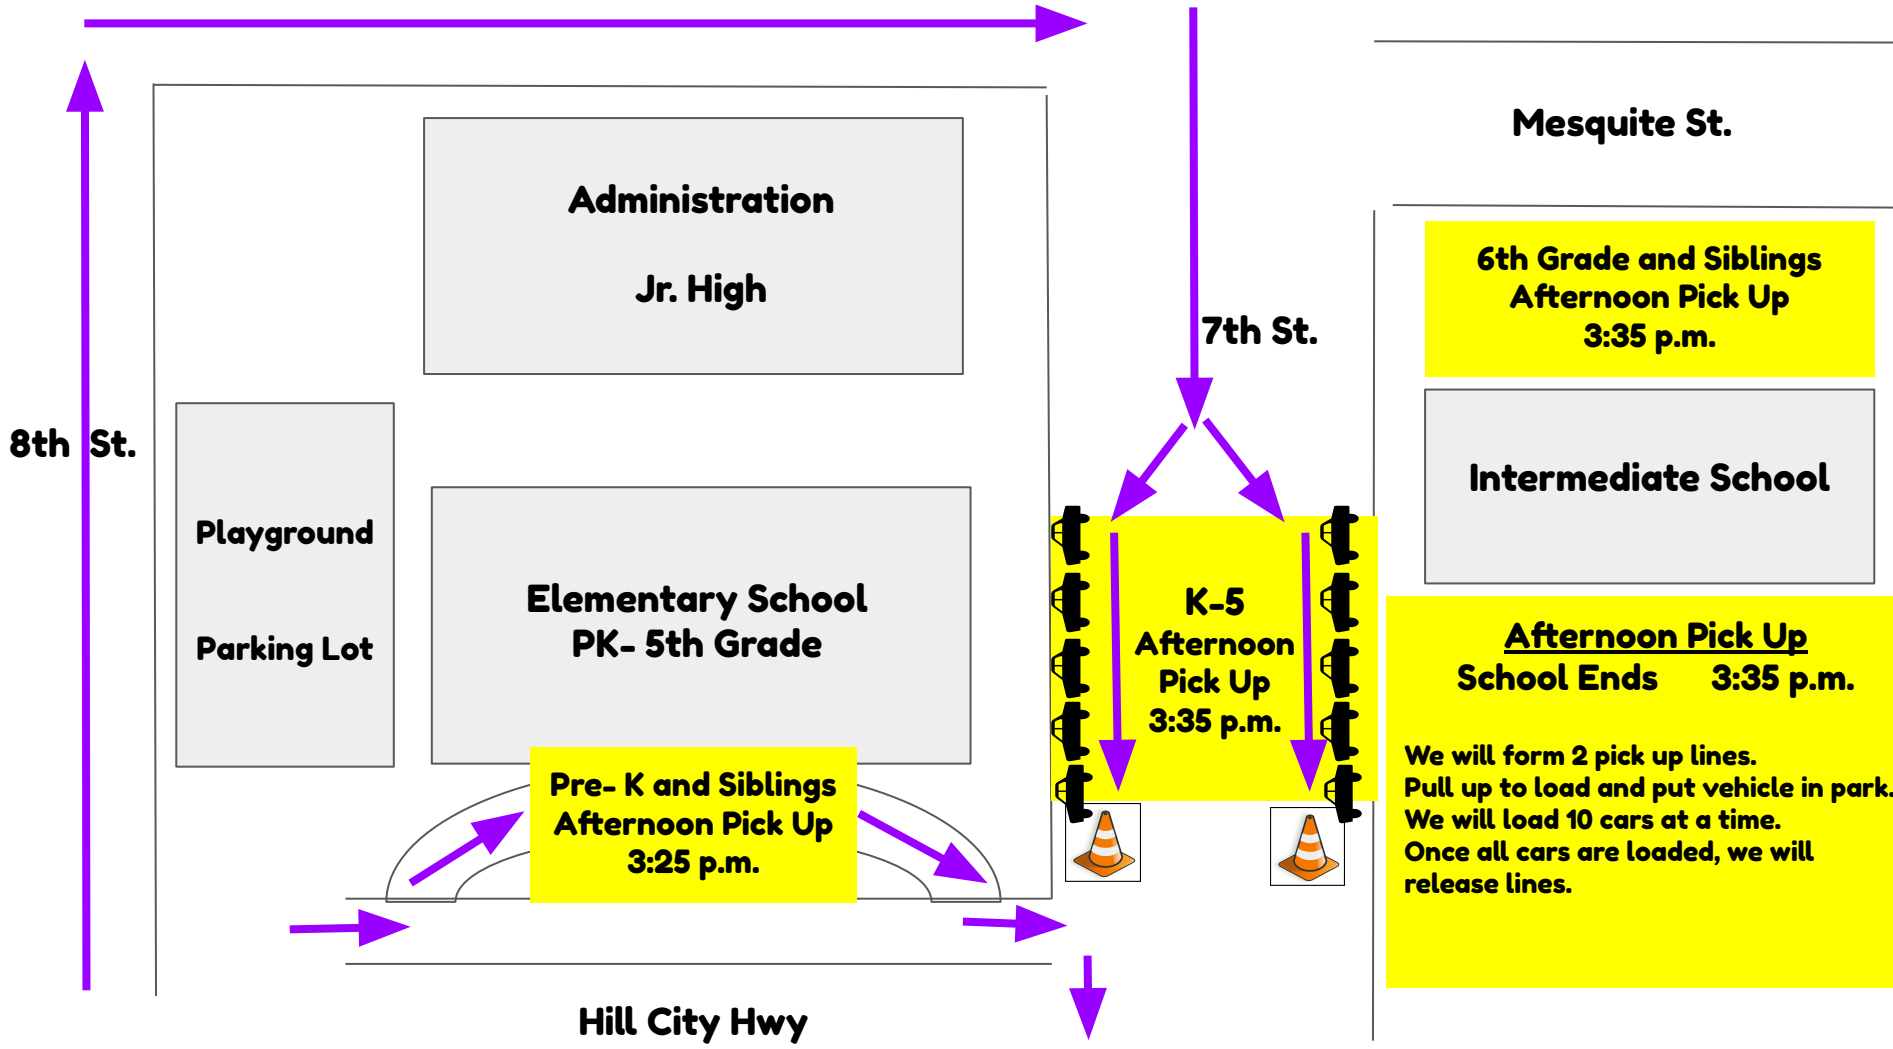 Mesquite St.
Administration
Jr. High
6th Grade and Siblings
Afternoon Pick Up
3:35 p.m.
7th St.
8th St.
Intermediate School
Playground
Parking Lot
Elementary School
PK- 5th Grade
K-5
Afternoon
Pick Up
3:35 p.m.
Afternoon Pick Up
School Ends 3:35 p.m.
We will form 2 pick up lines.
Pull up to load and put vehicle in park.
We will load 10 cars at a time.
Once all cars are loaded, we will
release lines.
Pre- K and Siblings
Afternoon Pick Up
3:25 p.m.
Hill City Hwy